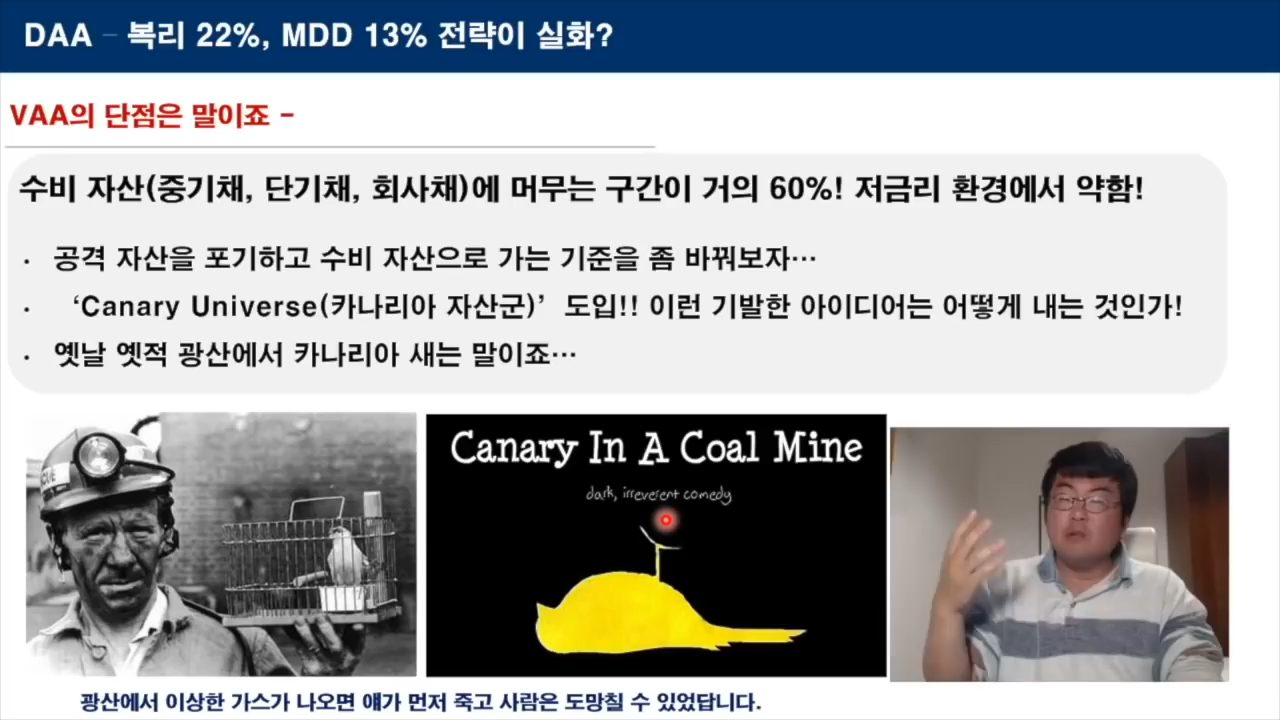 DAA – 복리 22%, MDD 13% 전략이 실화?
VAA의 단점은 말이죠 -
수비 자산(중기채, 단기채, 회사채)에 머무는 구간이 거의 60%! 저금리 환경에서 약함!
· 공격 자산을 포기하고 수비 자산으로 가는 기준을 좀 바꿔보자…
· ‘Canary Universe(카나리아 자산군)’ 도입!! 이런 기발한 아이디어는 어떻게 내는 것인가!
· 옛날 옛적 광산에서 카나리아 새는 말이죠…
Canary In A Coal Mine
dark, irreverent comedy
광산에서 이상한 가스가 나오면 얘가 먼저 죽고 사람은 도망칠 수 있었답니다.